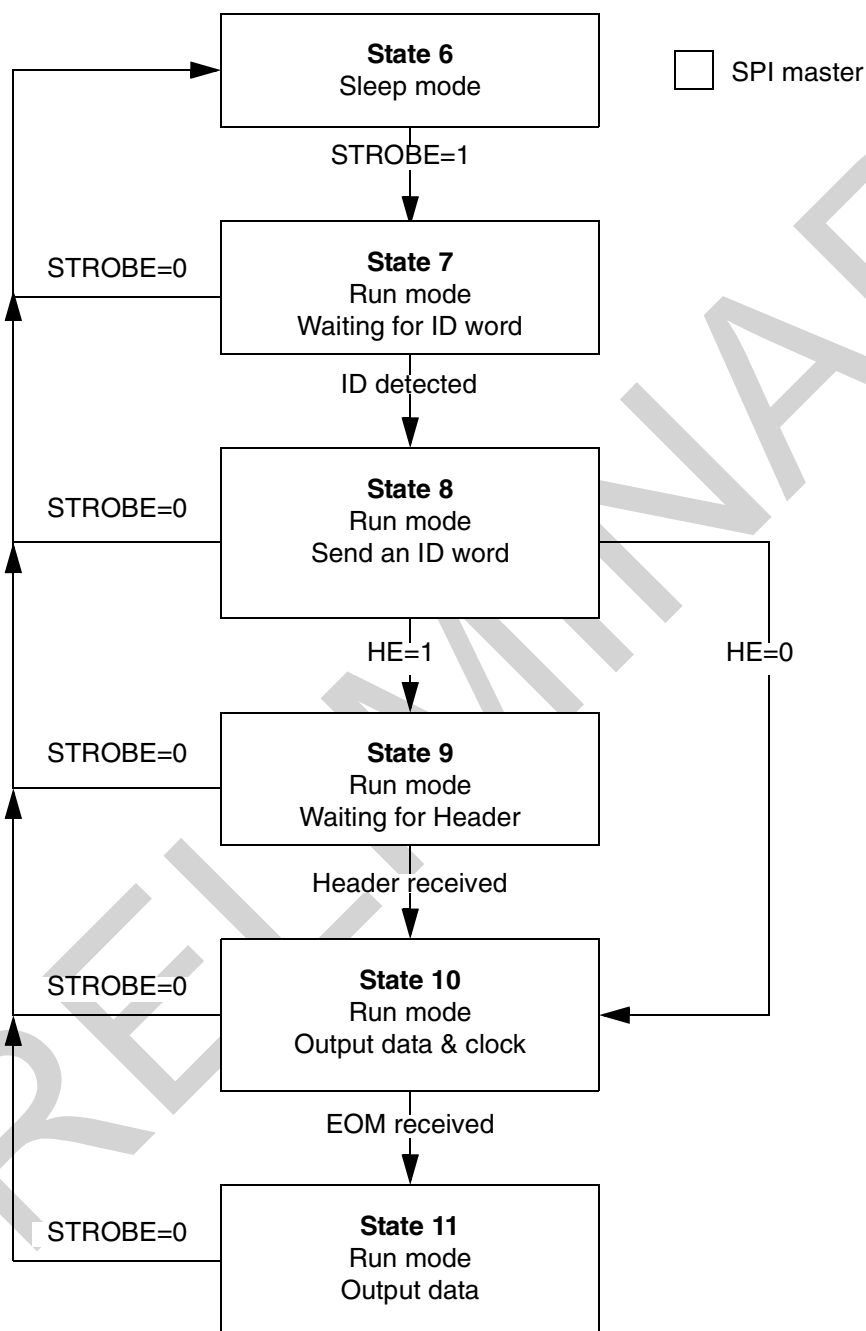 State 6
Sleep mode
SPI master
STROBE=1
State 7
Run mode
Waiting for ID word
STROBE=0
ID detected
State 8
Run mode
Send an ID word
STROBE=0
HE=1
HE=0
State 9
Run mode
Waiting for Header
STROBE=0
Header received
State 10
Run mode
Output data & clock
STROBE=0
EOM received
State 11
Run mode
Output data
STROBE=0